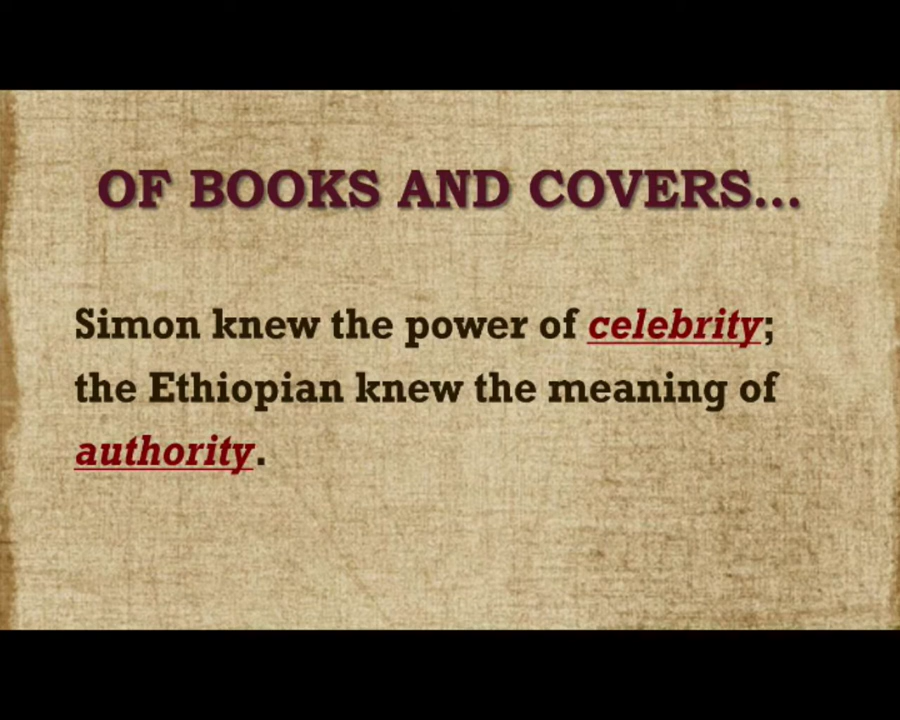 OF BOOKS AND COVERS...
Simon knew the power of celebrity;
the Ethiopian knew the meaning of
authority.